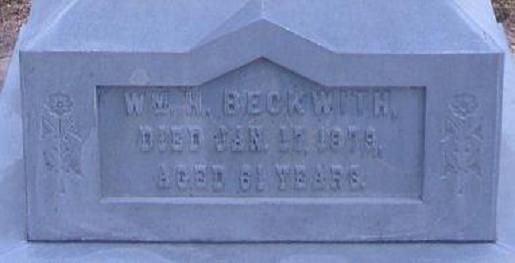 WM. H. BECKWITH,
DIED JAN. 17, 1879,
AGED 61 YEARS.